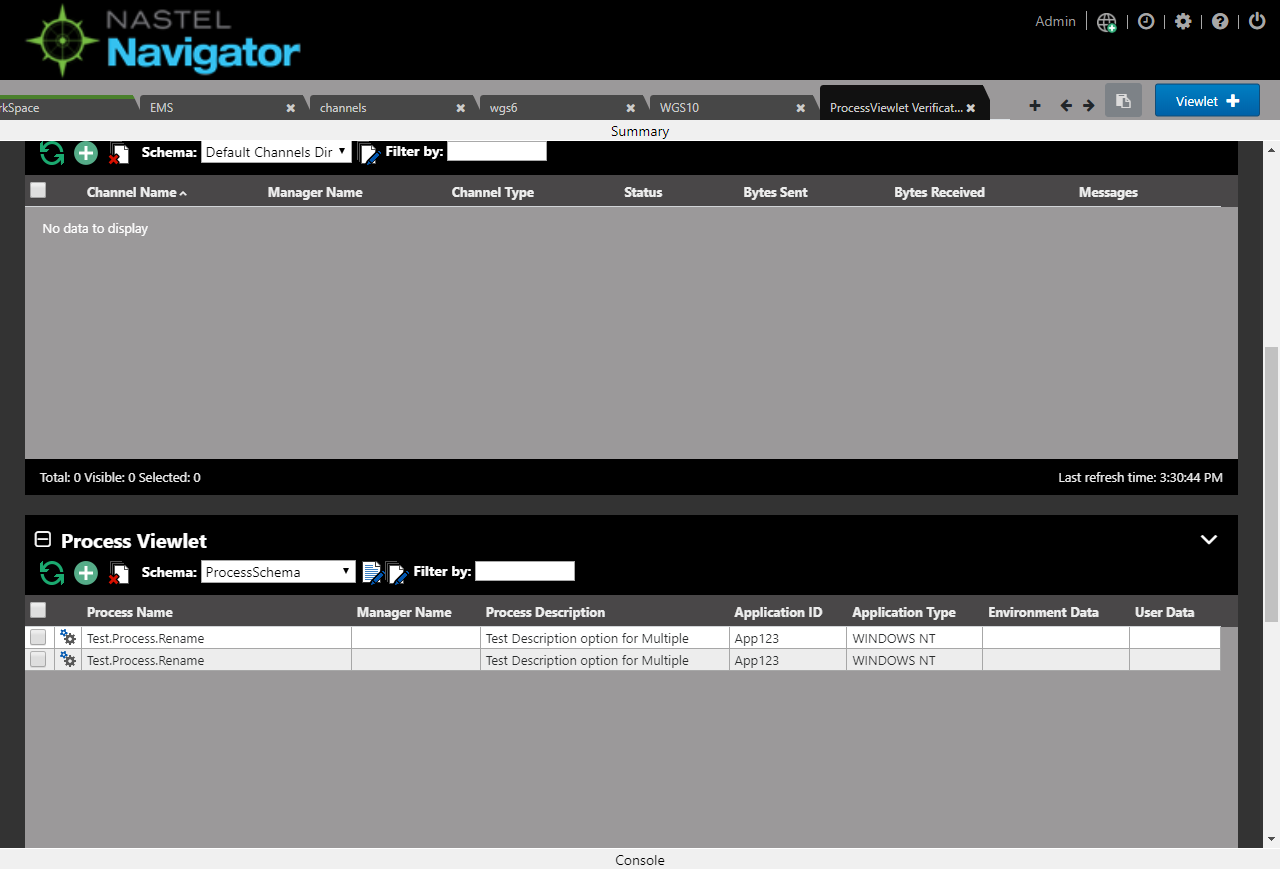 NASTEL
Navigator
Admin
rkSpace
EMS
channels
wgs6
WGS10
ProcessViewlet Verificat...
Viewlet
Summary
Schema: Default Channels Dir Filter by:
Channel Name Manager Name Channel Type Status Bytes Sent Bytes Received Messages
No data to display
Total: 0 Visible: 0 Selected: 0 Last refresh time: 3:30:44 PM
Process Viewlet
Schema: ProcessSchema Filter by:
Process Name Manager Name Process Description Application ID Application Type Environment Data User Data
Test.Process.Rename Test Description option for Multiple App123 WINDOWS NT
Test.Process.Rename Test Description option for Multiple App123 WINDOWS NT
Console